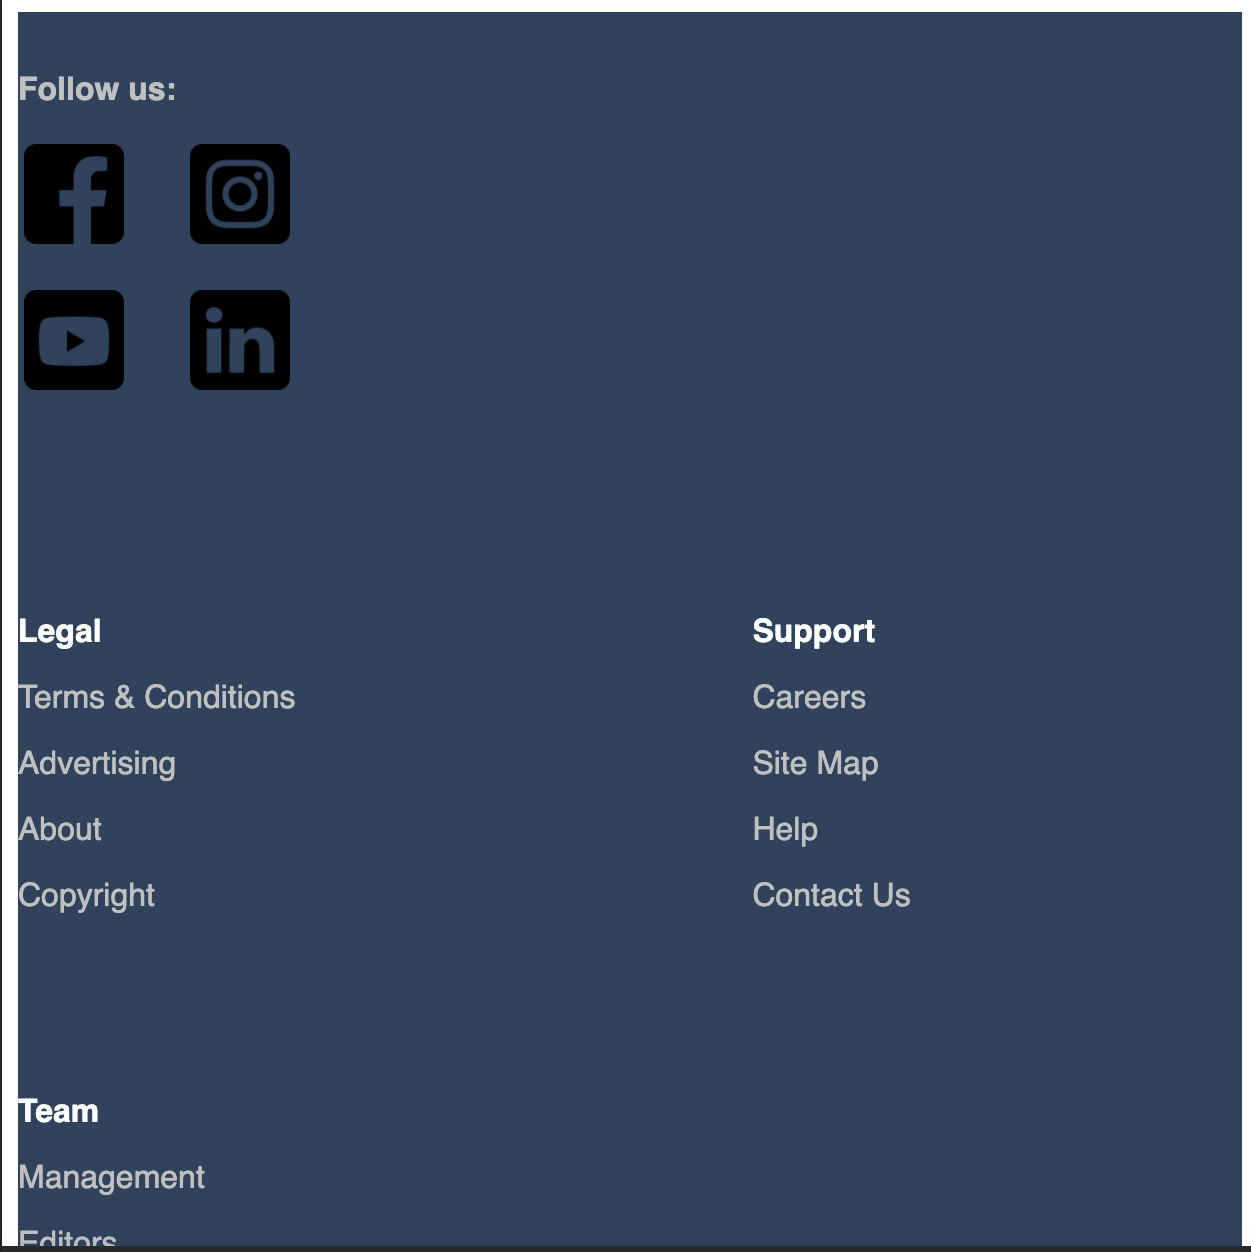 Follow us:
Legal
Terms & Conditions
Advertising
About
Copyright
Support
Careers
Site Map
Help
Contact Us
Team
Management
Editors